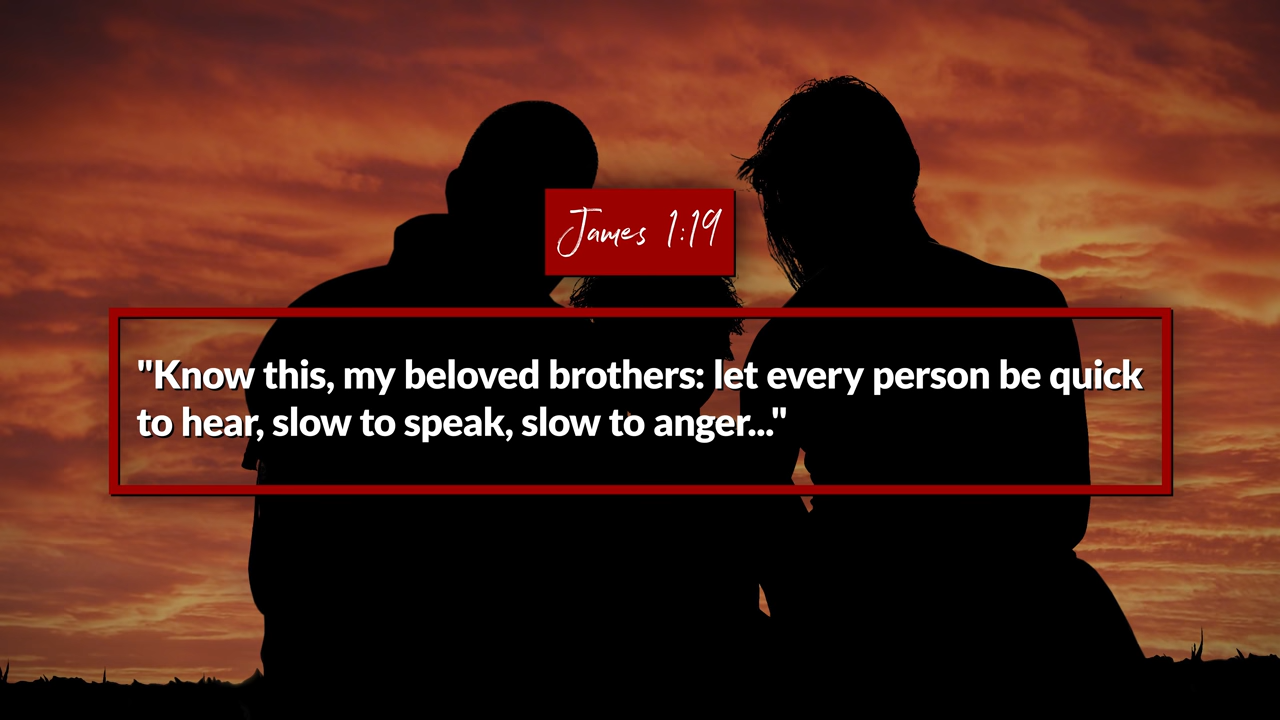 James 1:19
"Know this, my beloved brothers: let every person be quick
to hear, slow to speak, slow to anger..."